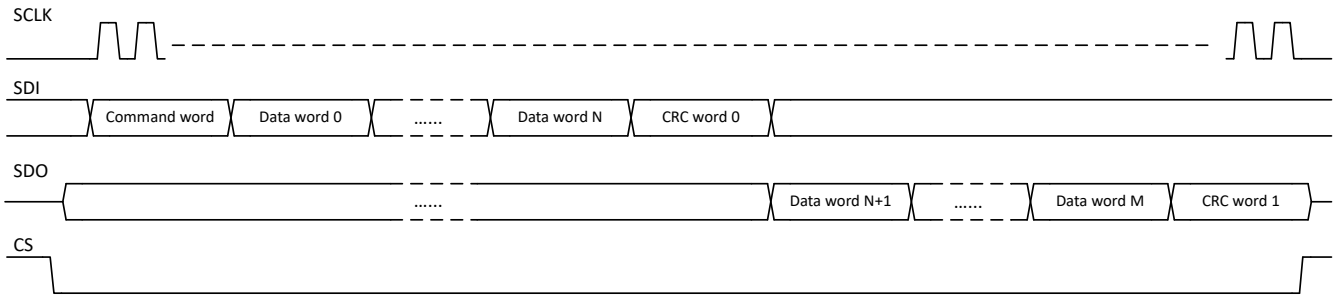 SCLK
SDI
Command word Data word 0 ...... Data word N CRC word 0
SDO
...... Data word N+1 ...... Data word M CRC word 1
CS